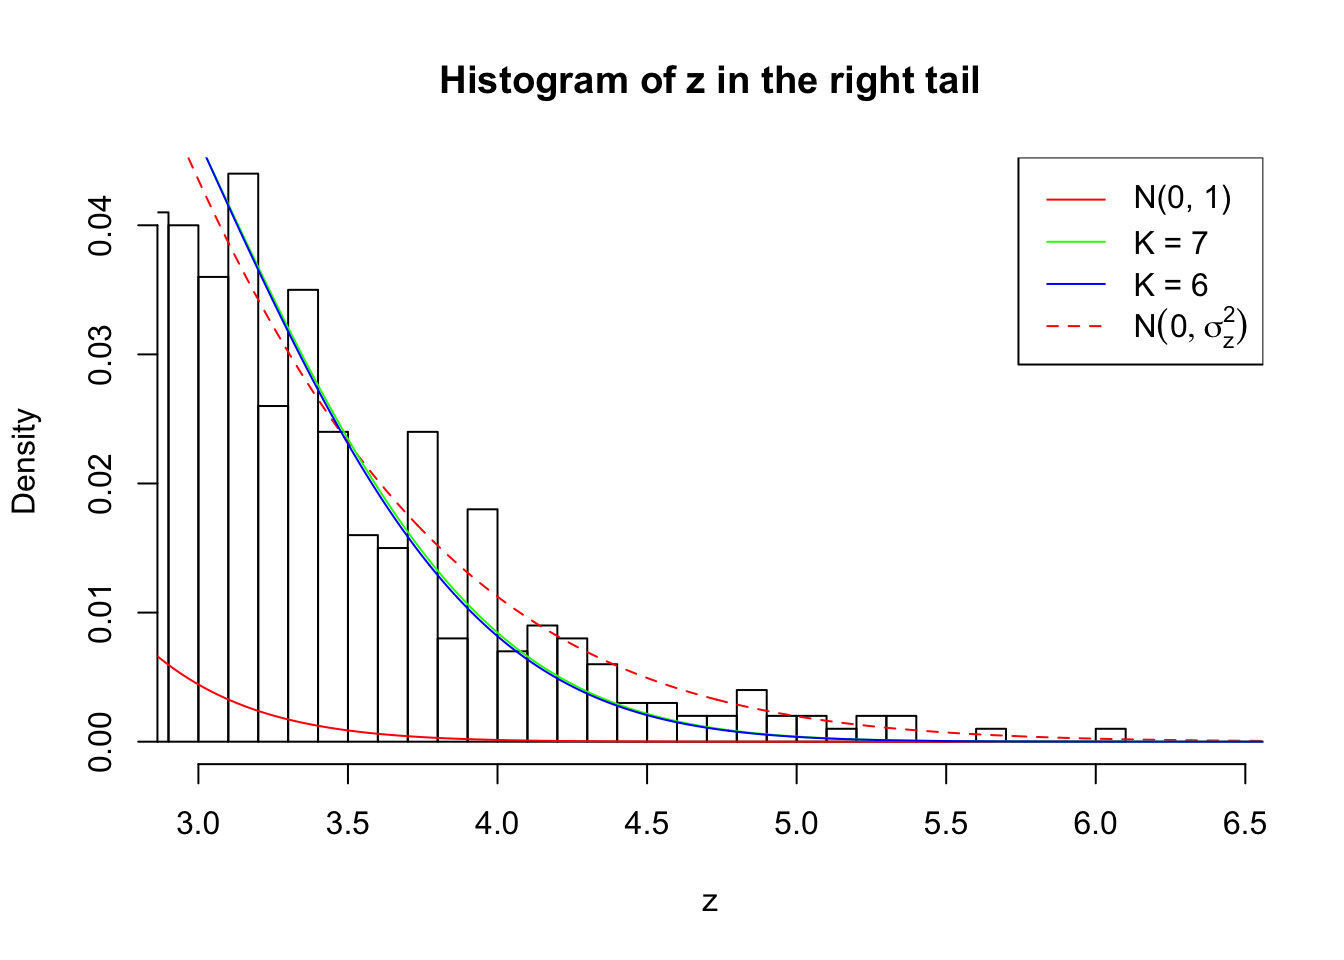 Histogram of z in the right tail
N(0, 1)
K = 7
K = 6
N(0, σ_z^2)
Density
0.04
0.03
0.02
0.01
0.00
3.0 3.5 4.0 4.5 5.0 5.5 6.0 6.5
z